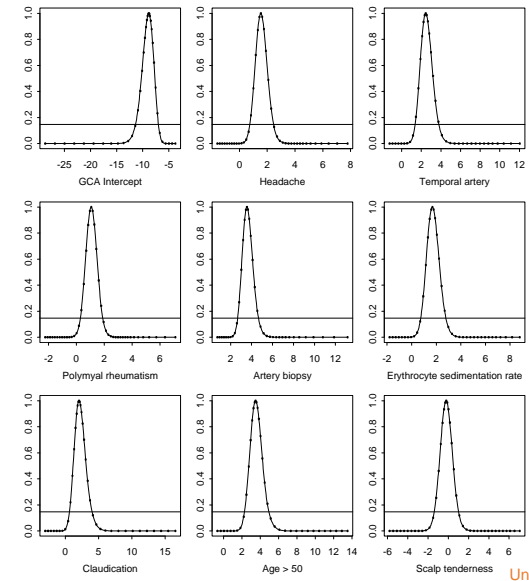 0.0 0.2 0.4 0.6 0.8 1.0
-25 -20 -15 -10 -5
GCA Intercept
0.0 0.2 0.4 0.6 0.8 1.0
0 2 4 6 8
Headache
0.0 0.2 0.4 0.6 0.8 1.0
0 2 4 6 8 10 12
Temporal artery
0.0 0.2 0.4 0.6 0.8 1.0
-2 0 2 4 6
Polymyal rheumatism
0.0 0.2 0.4 0.6 0.8 1.0
2 4 6 8 10 12
Artery biopsy
0.0 0.2 0.4 0.6 0.8 1.0
-2 0 2 4 6 8
Erythrocyte sedimentation rate
0.0 0.2 0.4 0.6 0.8 1.0
0 5 10 15
Claudication
0.0 0.2 0.4 0.6 0.8 1.0
0 2 4 6 8 10 12 14
Age > 50
0.0 0.2 0.4 0.6 0.8 1.0
-6 -4 -2 0 2 4 6
Scalp tenderness
Un